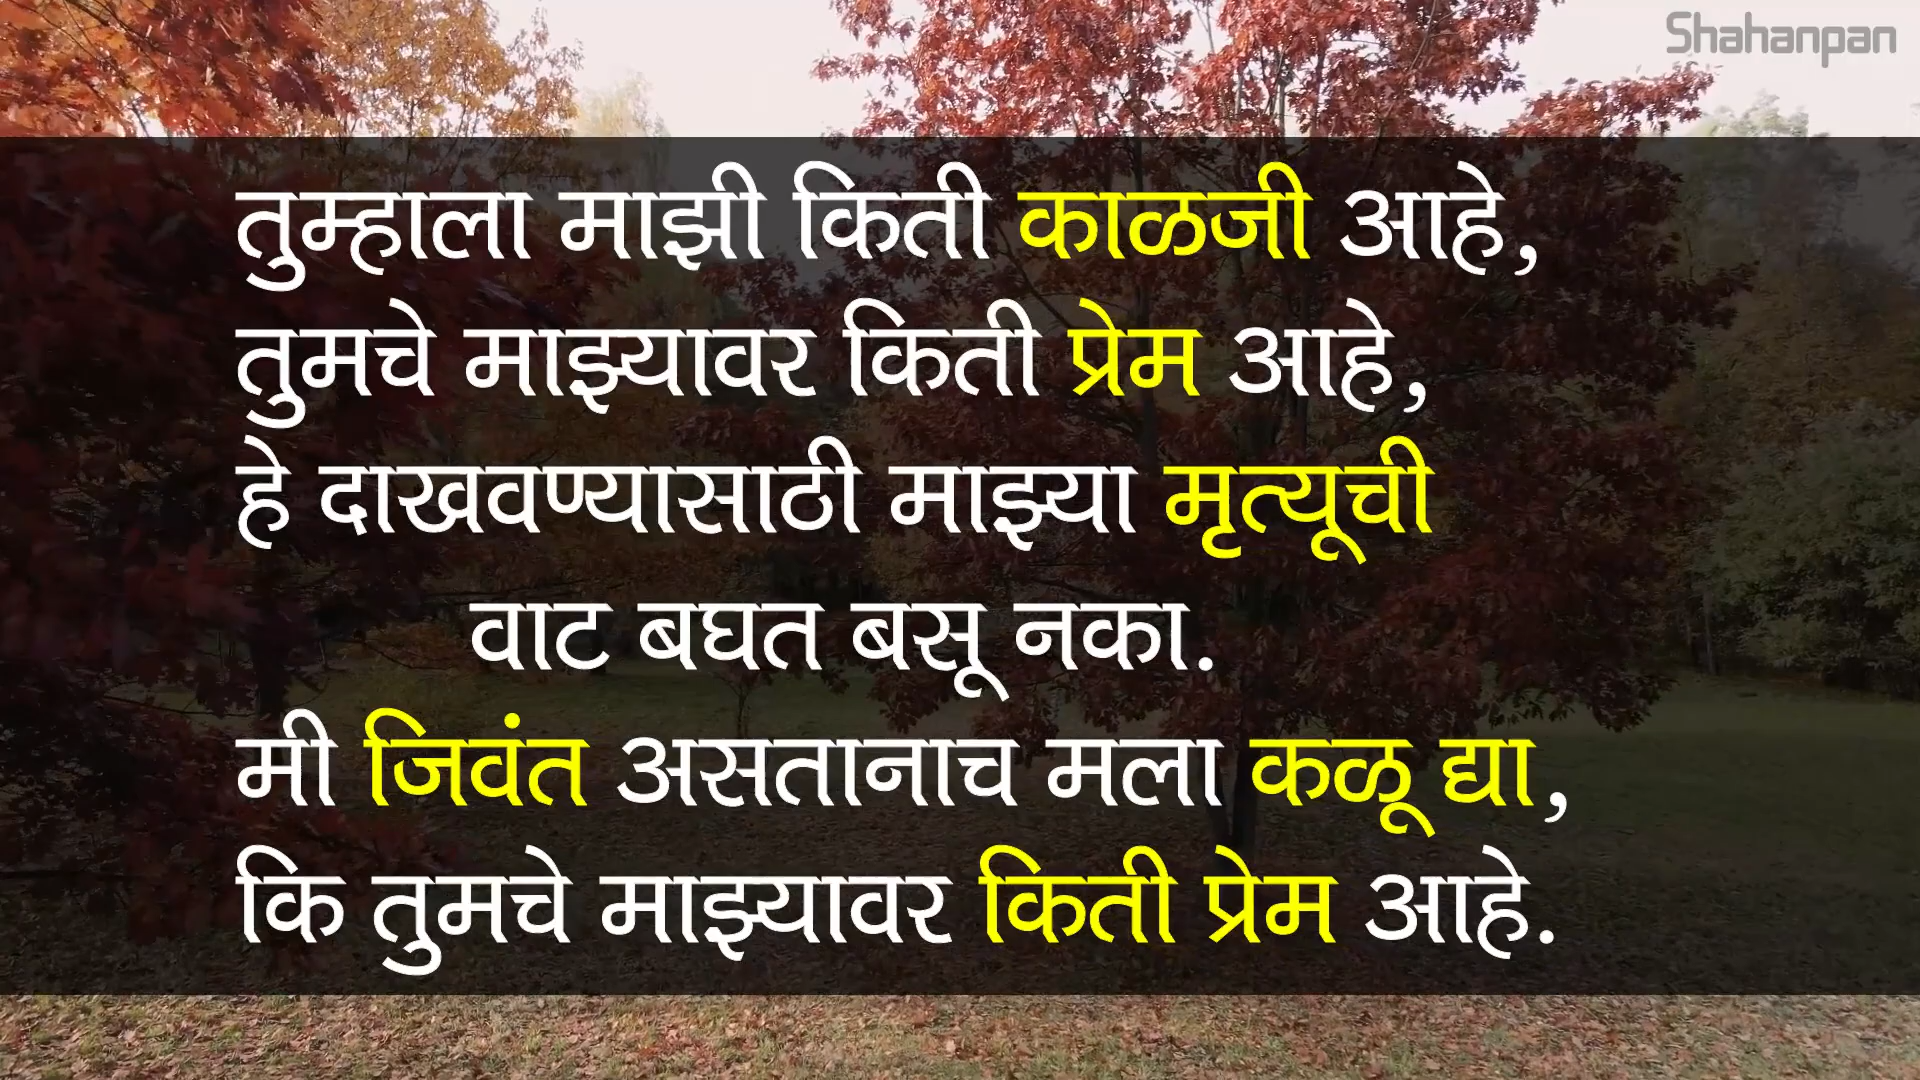 Shahanpan
तुम्हाला माझी किती काळजी आहे,
तुमचे माझ्यावर किती प्रेम आहे,
हे दाखवण्यासाठी माझ्या मृत्यूची
वाट बघत बसू नका.
मी जिवंत असतानाच मला कळू द्या,
कि तुमचे माझ्यावर किती प्रेम आहे.